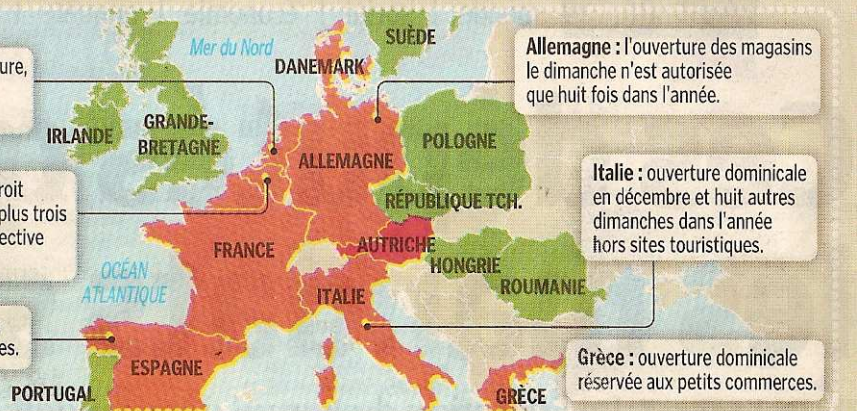 ure,
roit
plus trois
ective
es.
Mer du Nord
SUÈDE
DANEMARK
IRLANDE
GRANDE-
BRETAGNE
ALLEMAGNE
POLOGNE
RÉPUBLIQUE TCH.
FRANCE
AUTRICHE
HONGRIE
ROUMANIE
OCÉAN
ATLANTIQUE
ITALIE
ESPAGNE
PORTUGAL
GRÈCE
Allemagne : l'ouverture des magasins
le dimanche n'est autorisée
que huit fois dans l'année.
Italie : ouverture dominicale
en décembre et huit autres
dimanches dans l'année
hors sites touristiques.
Grèce : ouverture dominicale
réservée aux petits commerces.